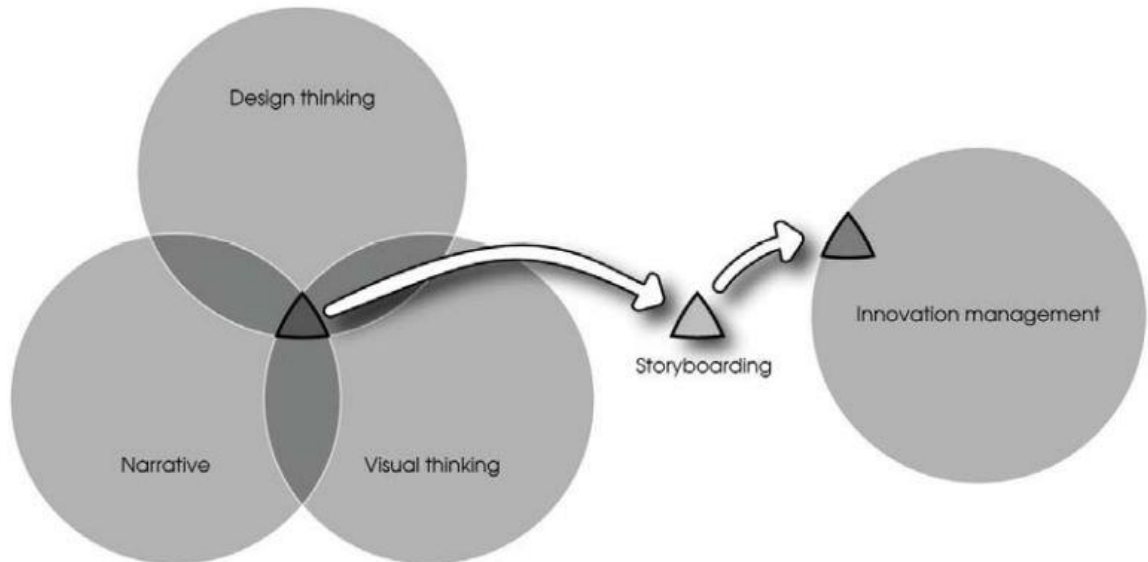 Design thinking
Innovation management
Storyboarding
Narrative
Visual thinking